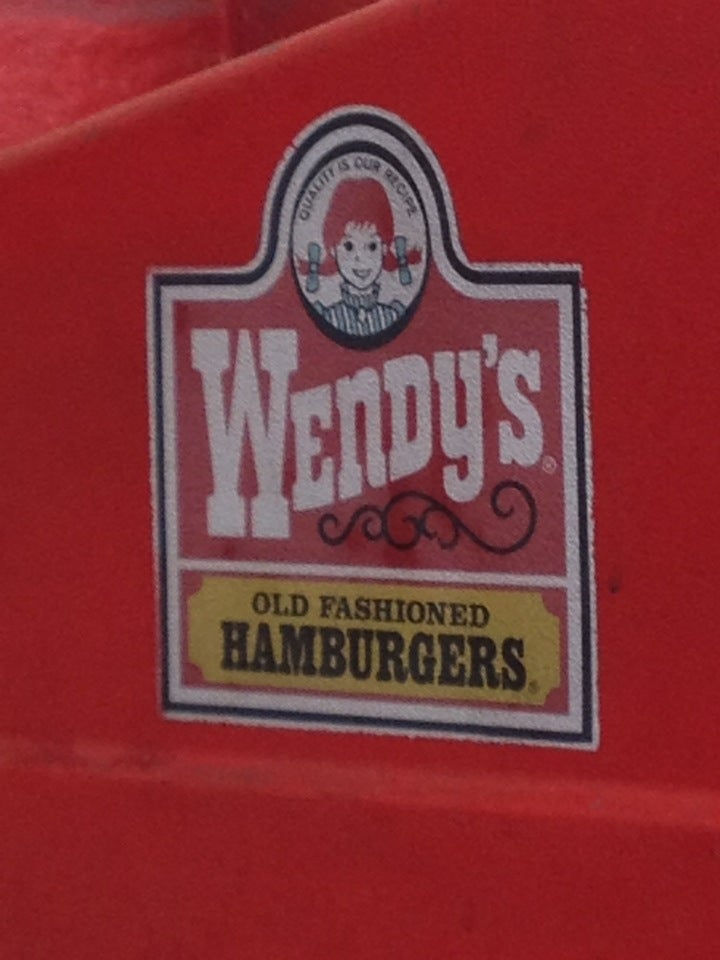 QUALITY IS OUR RECIPE
WENDY'S®
OLD FASHIONED
HAMBURGERS®